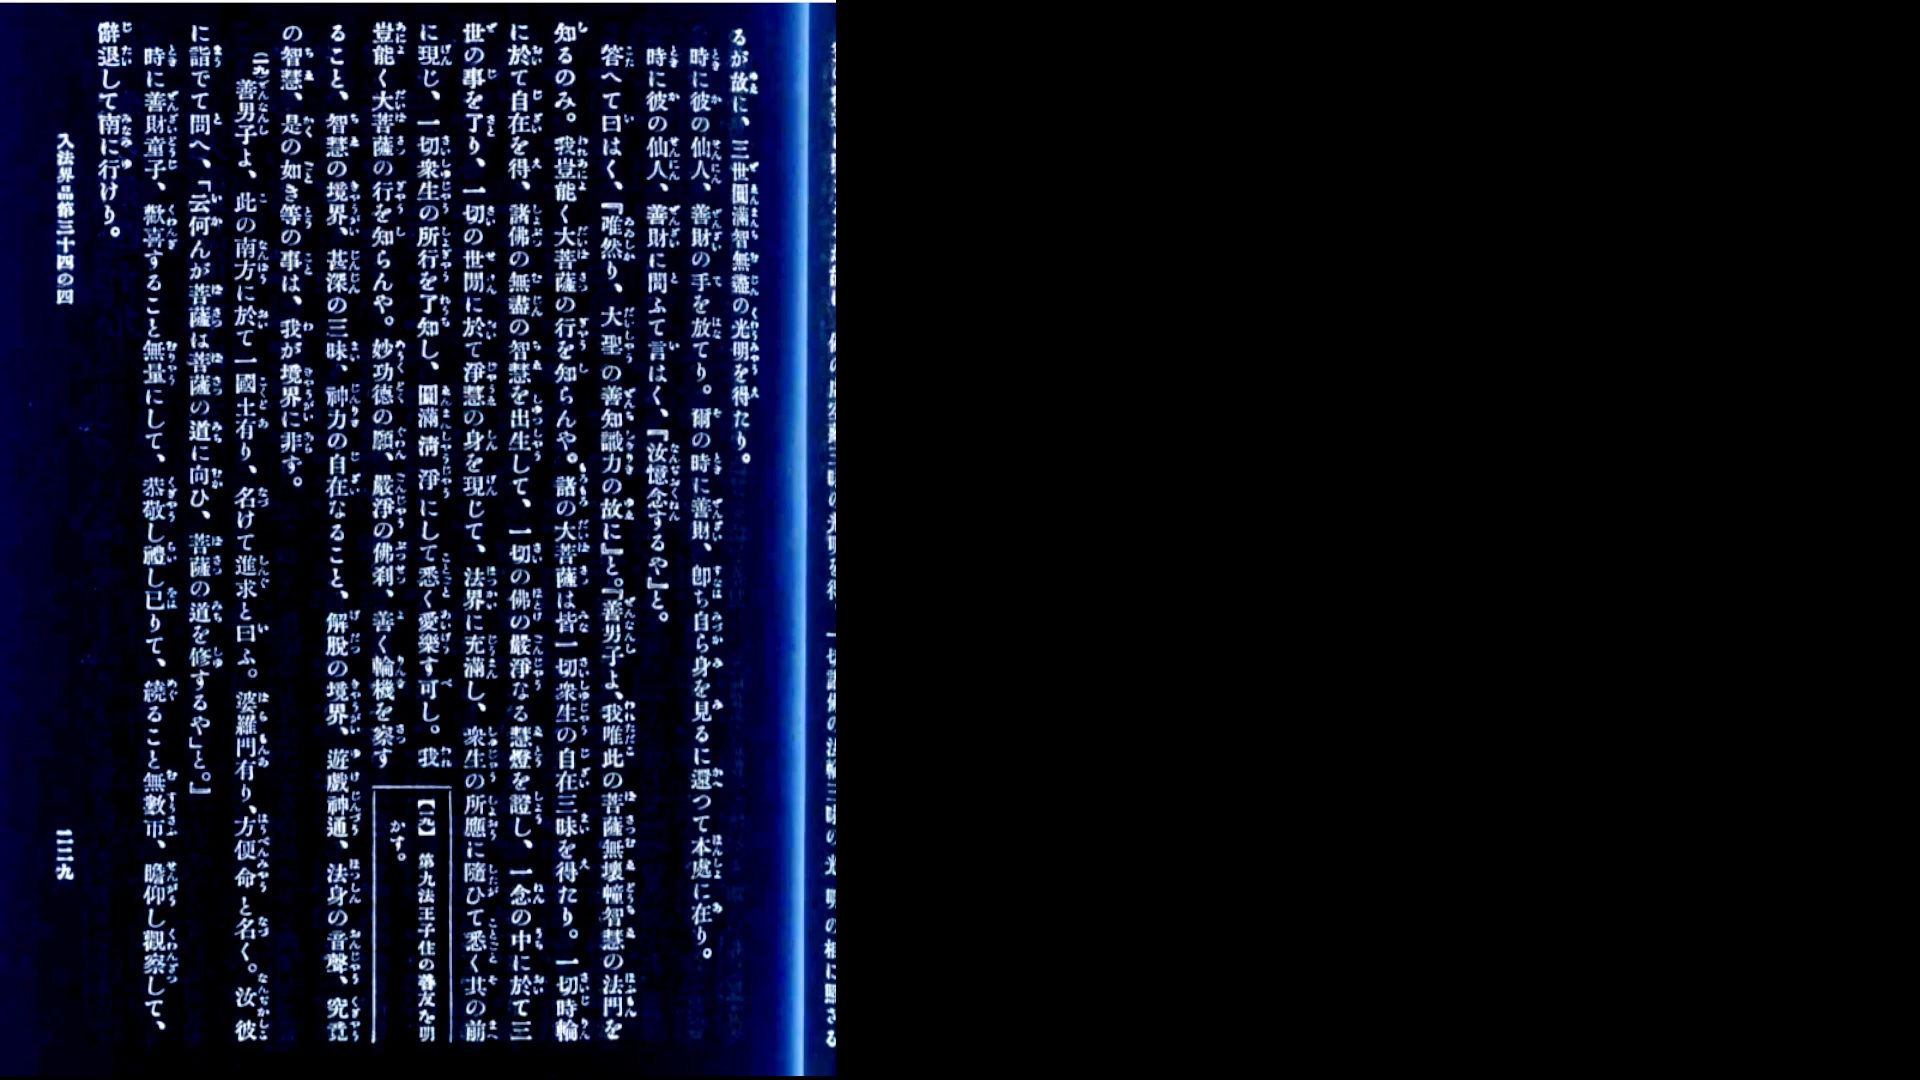 るが故に、三世圓滿智無盡の光明を得たり。
時に彼の仙人、善財の手を放てり。爾の時に善財、卽ち自ら身を見るに還つて本處に在り。
時に彼の仙人、善財に問ふて言はく、『汝憶念するや』と。
答へて曰はく、『唯然り、大聖の善知識力の故に』と。『善男子よ、我唯此の菩薩無壞幢智慧の法門を
知るのみ。我豈能く大菩薩の行を知らんや。諸の大菩薩は皆一切衆生の自在三昧を得たり。一切時輪
に於て自在を得、諸佛の無盡の智慧を出生して、一切の佛の嚴淨なる慧燈を證し、一念の中に於て三
世の事を了り、一切の世間に於て淨慧の身を現じて、法界に充滿し、衆生の所應に隨ひて悉く其の前
に現じ、一切衆生の所行を了知し、圓滿淸淨にして悉く愛樂す可し。我
豈能く大菩薩の行を知らんや。妙功德の願、嚴淨の佛刹、善く輪機を察す
【一九】 第九法王子住の善友を明
かす。
ること、智慧の境界、甚深の三昧、神力の自在なること、解脫の境界、遊戲神通、法身の音聲、究竟
の智慧、是の如き等の事は、我が境界に非ず。
(一九)善男子よ、此の南方に於て一國土有り、名けて進求と曰ふ。婆羅門有り、方便命と名く。汝彼
に詣でて問へ、「云何んが菩薩は菩薩の道に向ひ、菩薩の道を修するや」と。』
時に善財童子、歡喜すること無量にして、恭敬し禮し已りて、繞ること無數帀、瞻仰し觀察して、
辭退して南に行けり。
入法界品第三十四の四
二二九